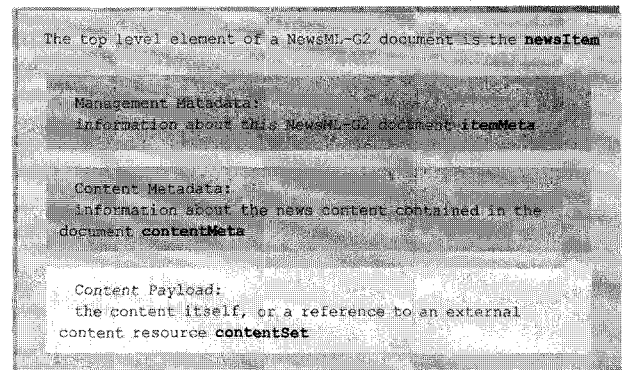 The top level element of a NewsML-G2 document is the newsItem
Management Matadata:
information about this NewsML-G2 document itemMeta
Content Metadata:
information about the news content contained in the
document contentMeta
Content Payload:
the content itself, or a reference to an external
content resource contentSet